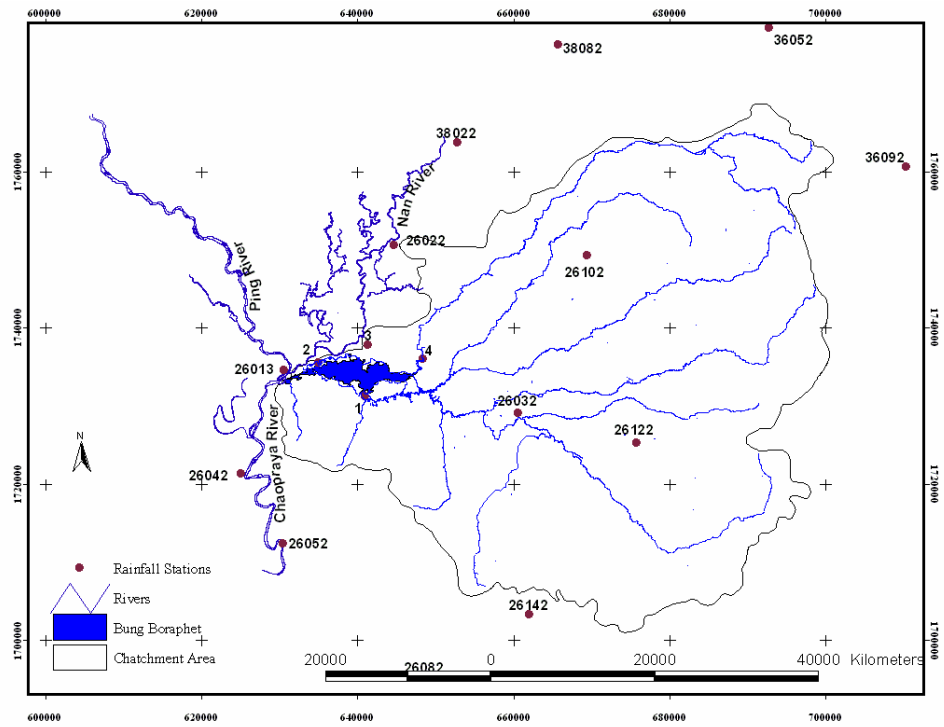 600000 620000 640000 660000 680000 700000
36052
38082
38022
36092
1760000 1760000
Nan River
26022
Ping River
26102
1740000 1740000
3
2
4
26013
1
26032
26122
Chaopraya River
N
26042
1720000 1720000
26052
Rainfall Stations
Rivers
26142
Bung Boraphet
1700000 1700000
Chatchment Area
26082
20000 0 20000 40000 Kilometers
600000 620000 640000 660000 680000 700000